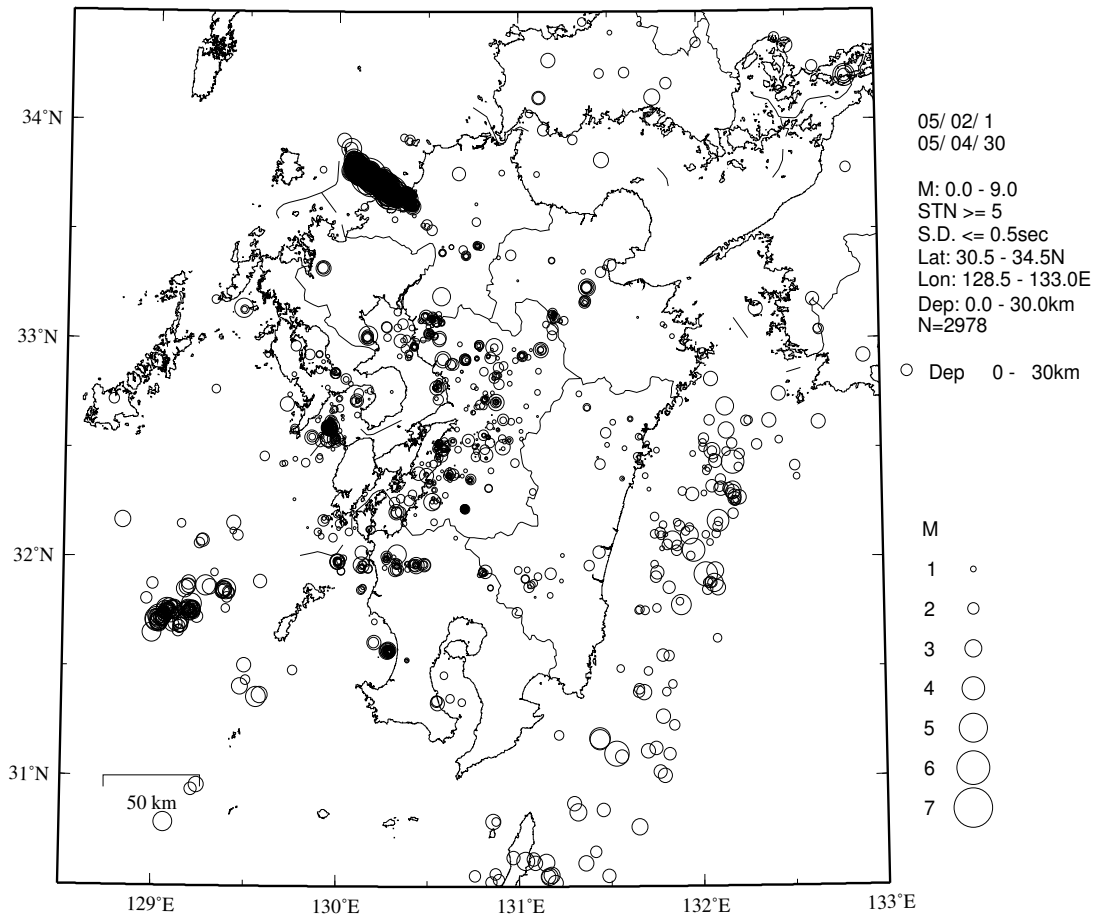 05/ 02/ 1
05/ 04/ 30
M: 0.0 - 9.0
STN >= 5
S.D. <= 0.5sec
Lat: 30.5 - 34.5N
Lon: 128.5 - 133.0E
Dep: 0.0 - 30.0km
N=2978
Dep 0 - 30km
M
1
2
3
4
5
6
7
34˚N
33˚N
32˚N
31˚N
50 km
129˚E
130˚E
131˚E
132˚E
133˚E